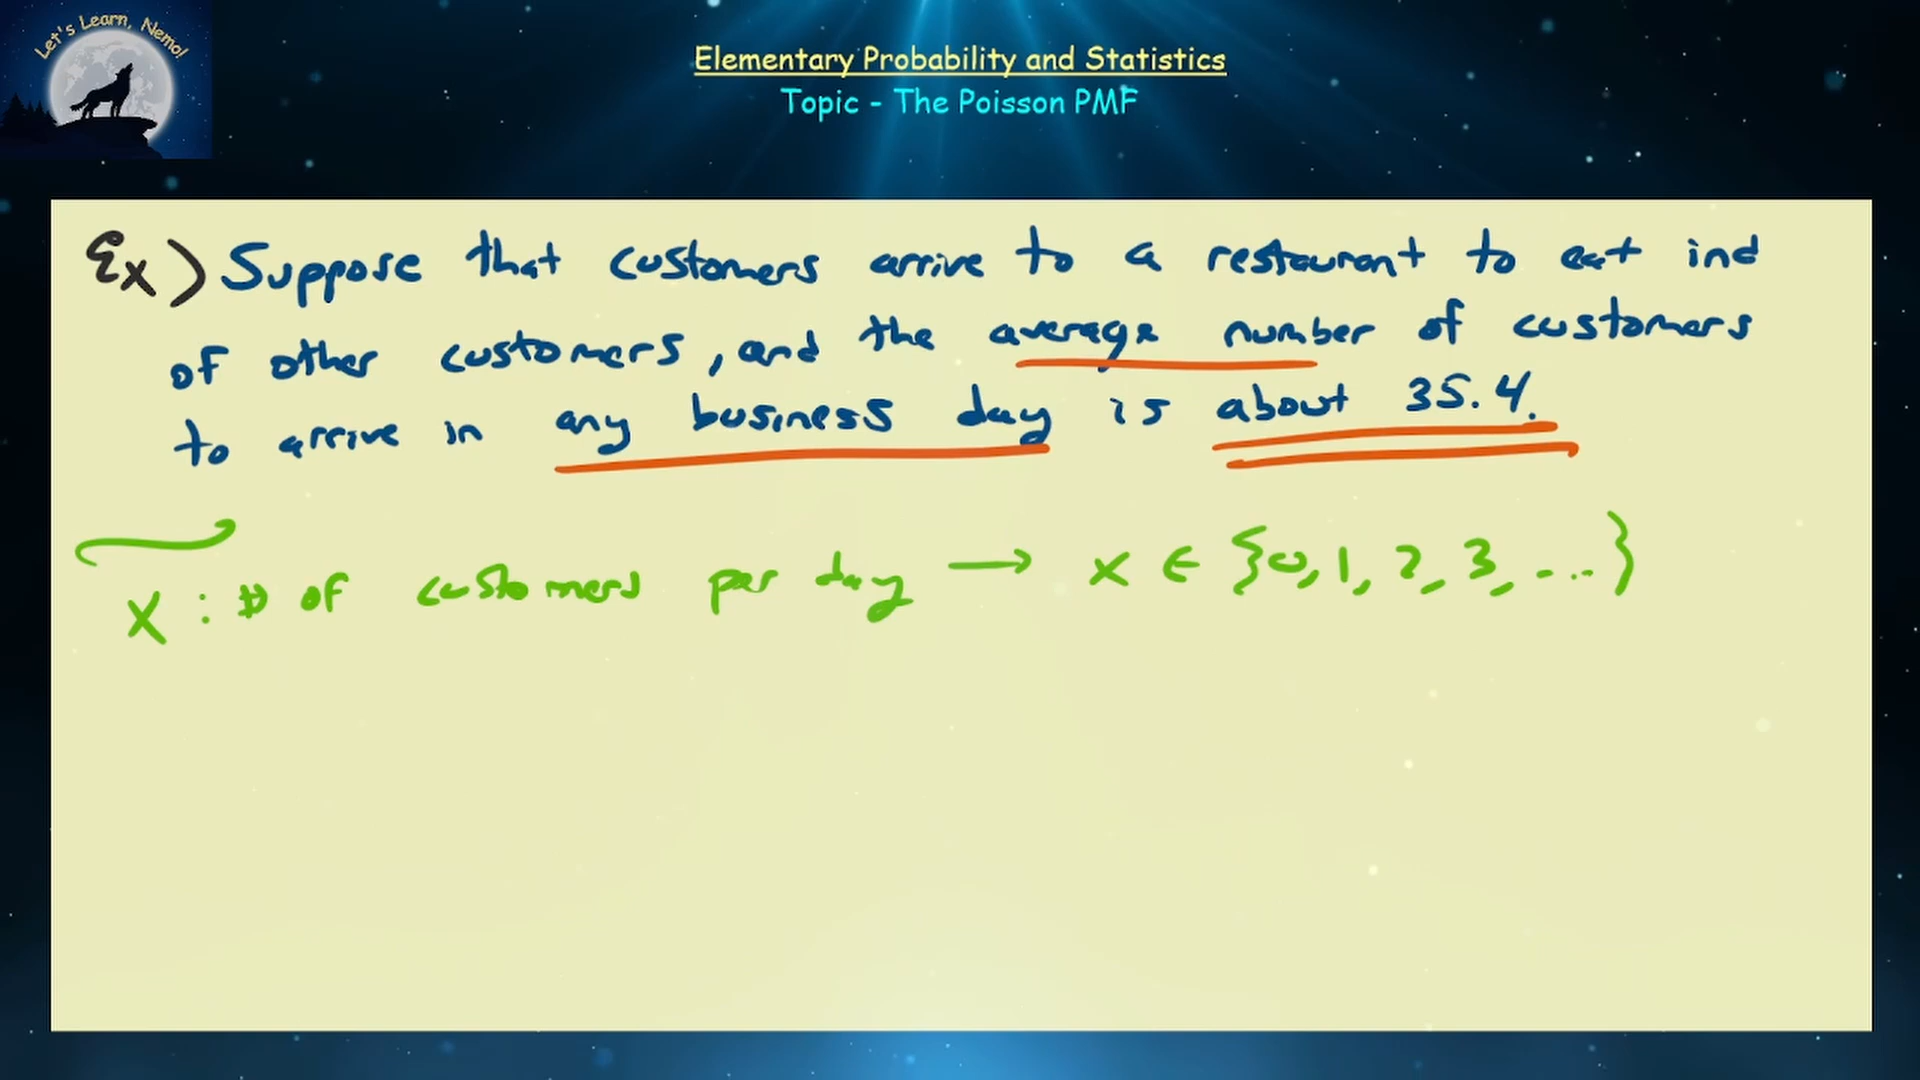 Let's Learn, Nemo!
Elementary Probability and Statistics
Topic - The Poisson PMF
Ex) Suppose that customers arrive to a restaurant to eat ind
of other customers, and the average number of customers
to arrive in any business day is about 35.4.
X : # of customers per day → x ∈ {0, 1, 2, 3, ...}